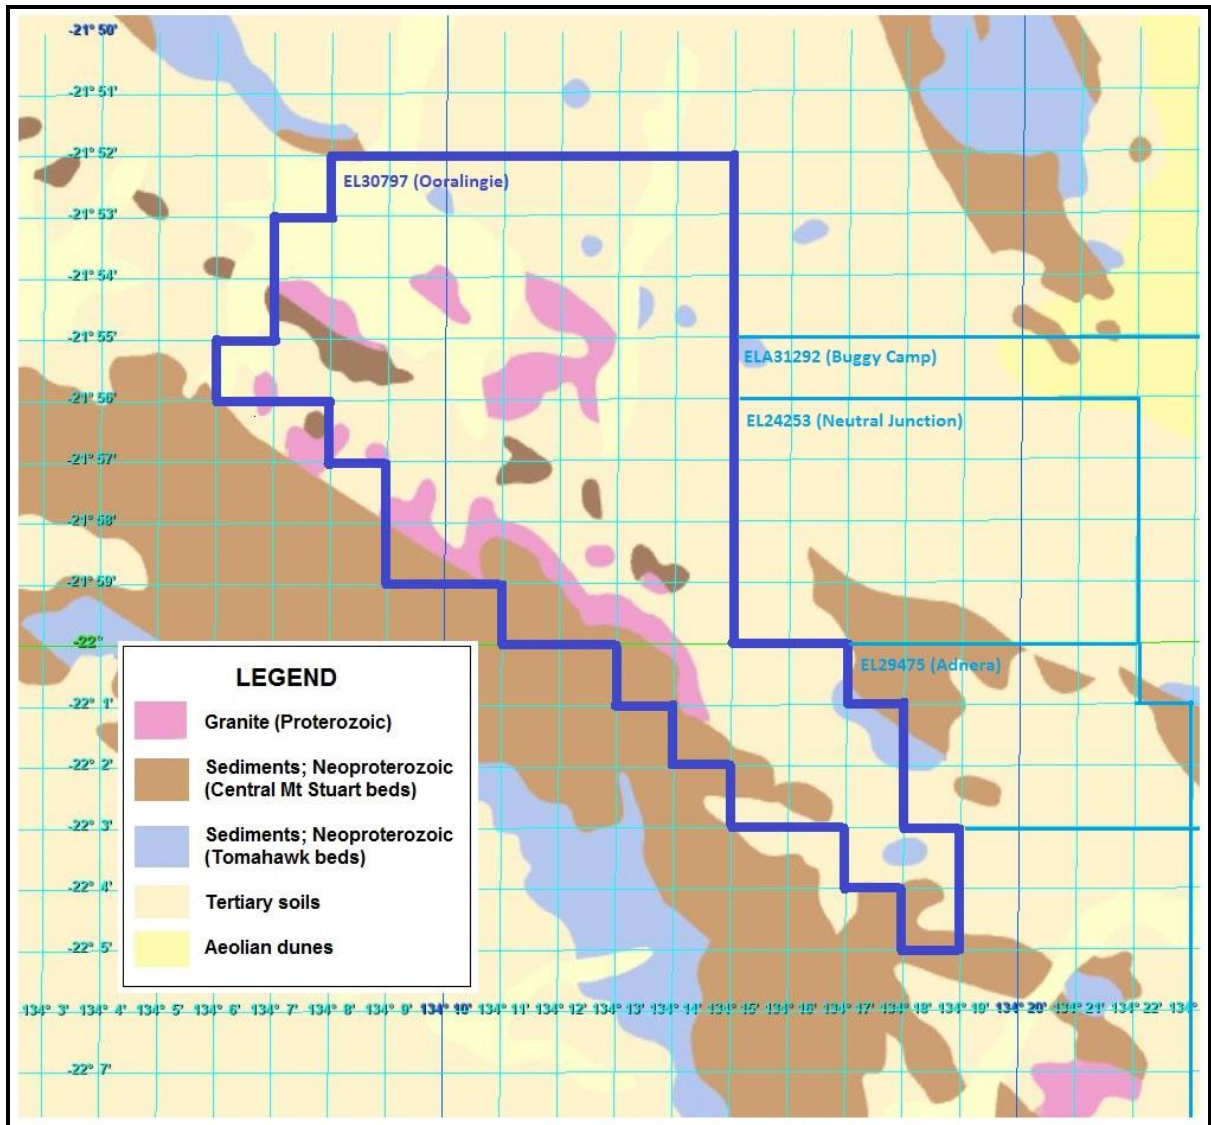 -21° 50'
-21° 51'
-21° 52'
EL30797 (Ooralingie)
-21° 53'
-21° 54'
-21° 55'
ELA31292 (Buggy Camp)
-21° 56'
EL24253 (Neutral Junction)
-21° 57'
-21° 58'
-21° 59'
-22°
EL29475 (Adnera)
LEGEND
Granite (Proterozoic)
Sediments; Neoproterozoic
(Central Mt Stuart beds)
Sediments; Neoproterozoic
(Tomahawk beds)
Tertiary soils
Aeolian dunes
-22° 1'
-22° 2'
-22° 3'
-22° 4'
-22° 5'
134° 3' 134° 4' 134° 5' 134° 6' 134° 7' 134° 8' 134° 9' 134° 10' 134° 11' 134° 12' 134° 13' 134° 14' 134° 15' 134° 16' 134° 17' 134° 18' 134° 19' 134° 20' 134° 21' 134° 22' 134°
-22° 7'